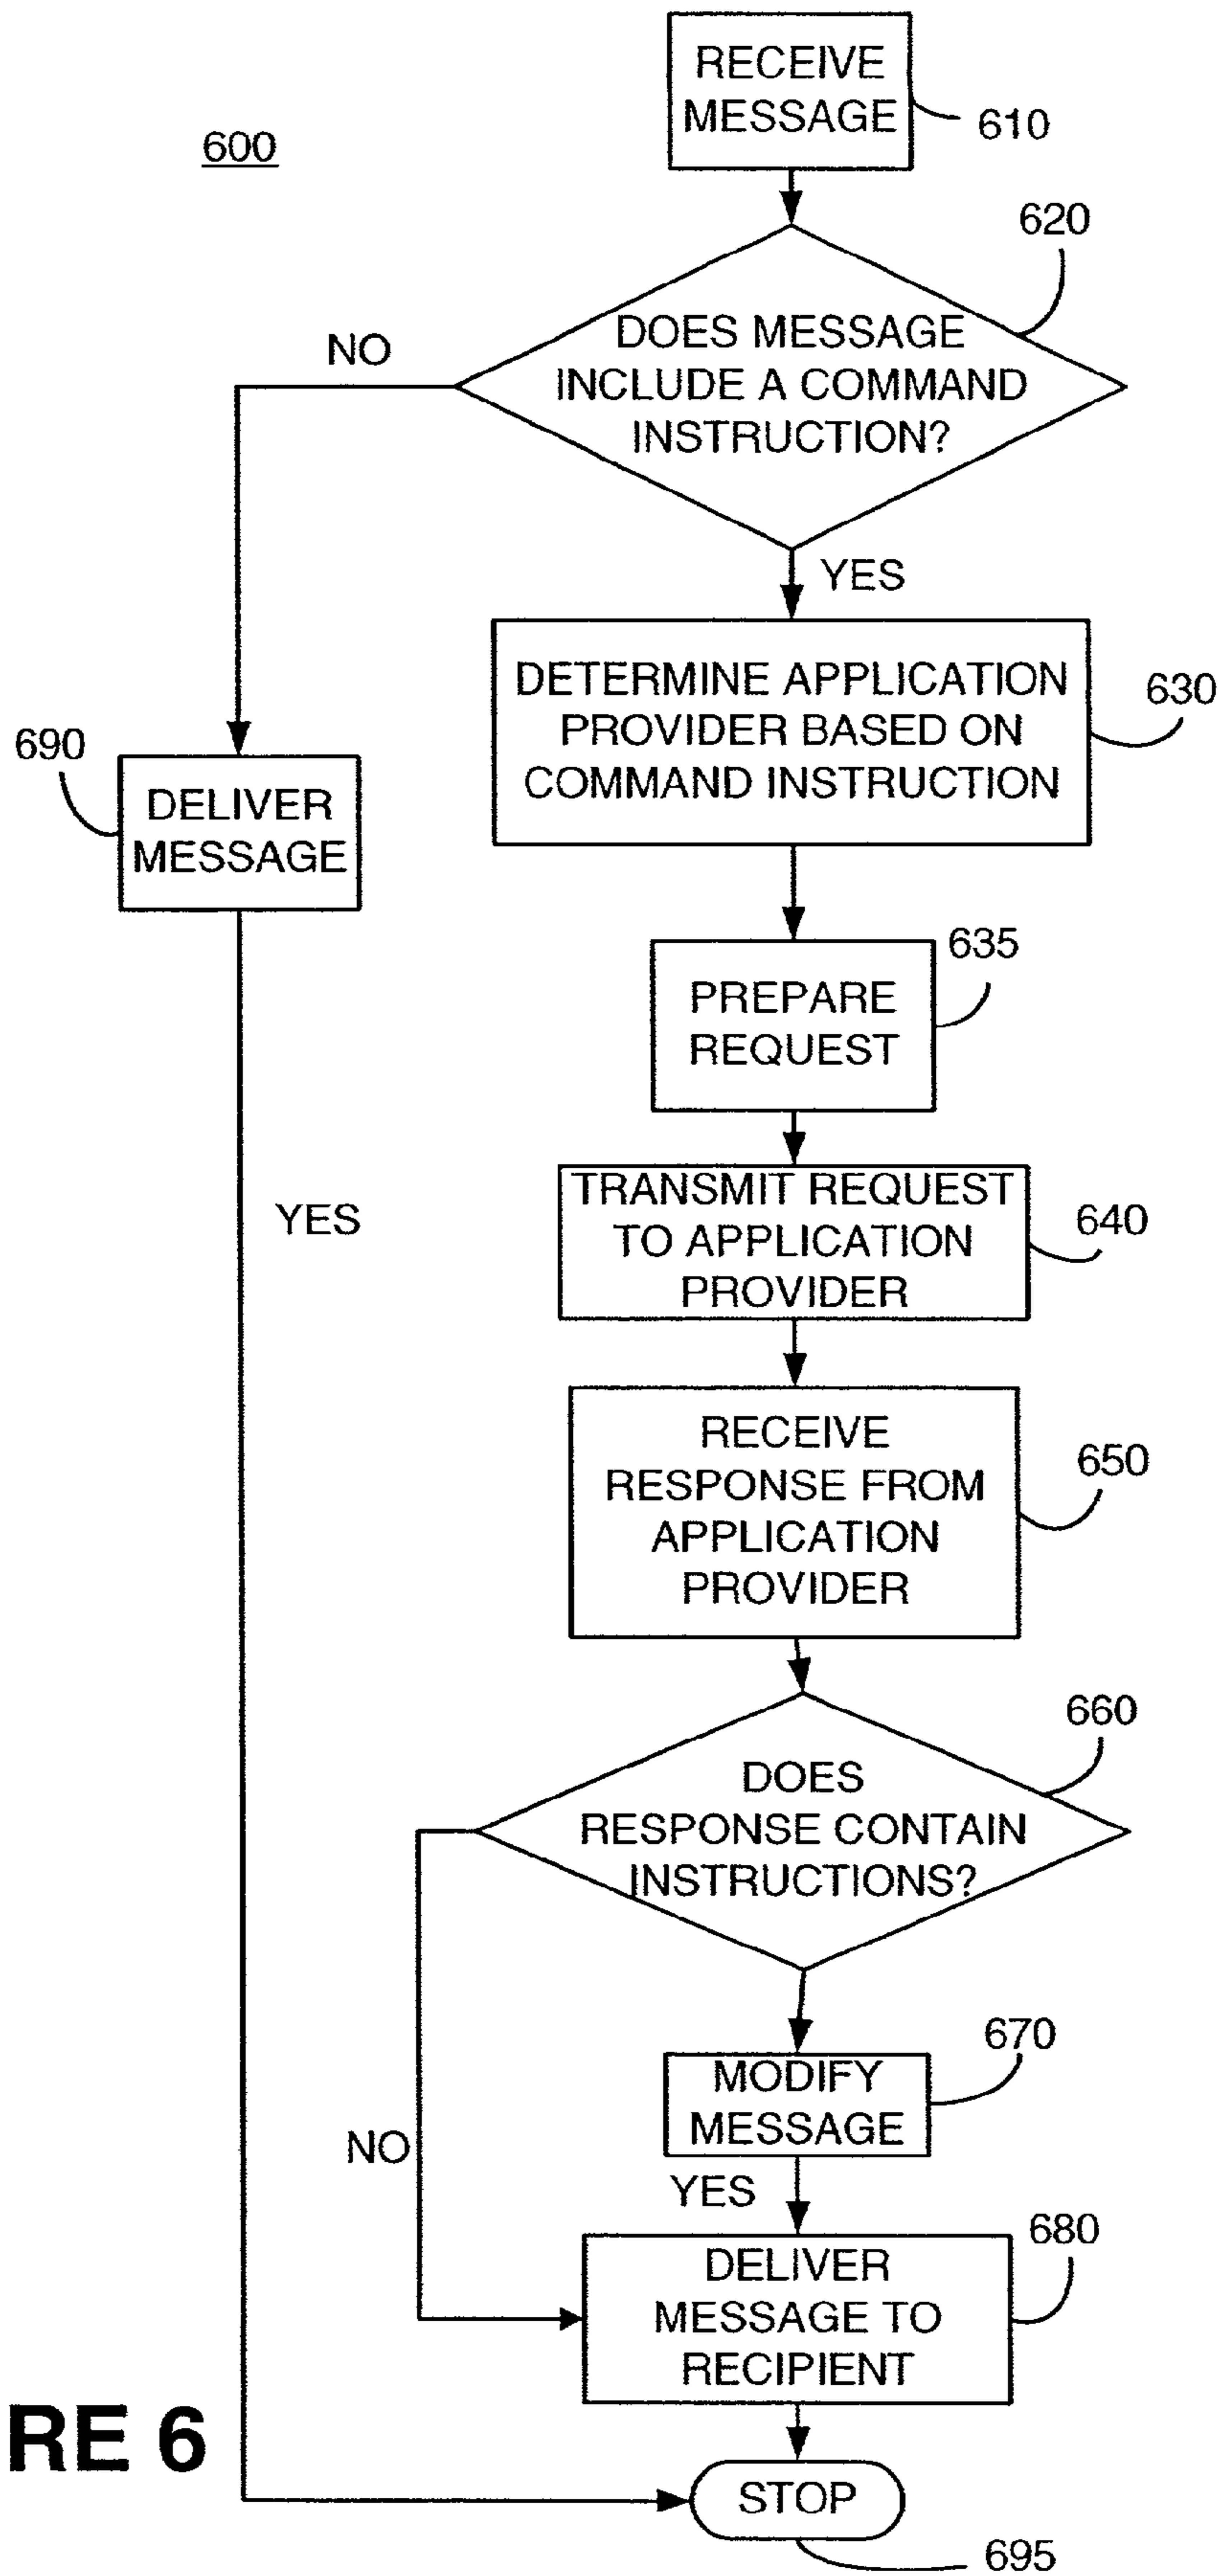 RECEIVE
MESSAGE
610
600
620
DOES MESSAGE
INCLUDE A COMMAND
INSTRUCTION?
NO
YES
DETERMINE APPLICATION
PROVIDER BASED ON
COMMAND INSTRUCTION
630
690
DELIVER
MESSAGE
635
PREPARE
REQUEST
YES
TRANSMIT REQUEST
TO APPLICATION
PROVIDER
640
RECEIVE
RESPONSE FROM
APPLICATION
PROVIDER
650
660
DOES
RESPONSE CONTAIN
INSTRUCTIONS?
670
MODIFY
MESSAGE
NO
YES
680
DELIVER
MESSAGE TO
RECIPIENT
RE 6
STOP
695